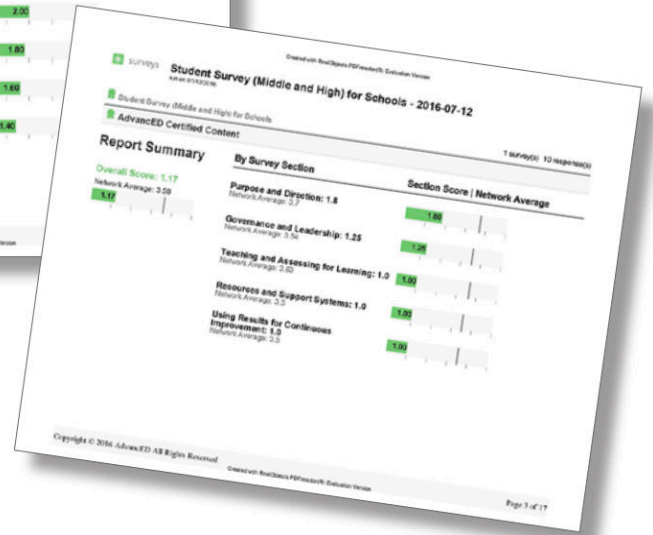 2.00
1.80
1.60
1.40
Version
Created with RealObjects PDFreactor(R) Evaluation Version
surveys
Student Survey (Middle and High) for Schools - 2016-07-12
1 survey(s) 10 response(s)
Student Survey (Middle and High) for Schools
AdvancED Certified Content
Report Summary
By Survey Section
Section Score | Network Average
Overall Score: 1.17
Network Average: 3.59
1.17
Purpose and Direction: 1.8
Network Average: 3.7
1.80
Governance and Leadership: 1.25
Network Average: 3.54
1.25
Teaching and Assessing for Learning: 1.0
Network Average: 3.63
1.00
Resources and Support Systems: 1.0
Network Average: 3.5
1.00
Using Results for Continuous
Improvement: 1.0
Network Average: 3.5
1.00
Copyright © 2016 AdvancED All Rights Reserved
Created with RealObjects PDFreactor(R) Evaluation Version
Page 3 of 17